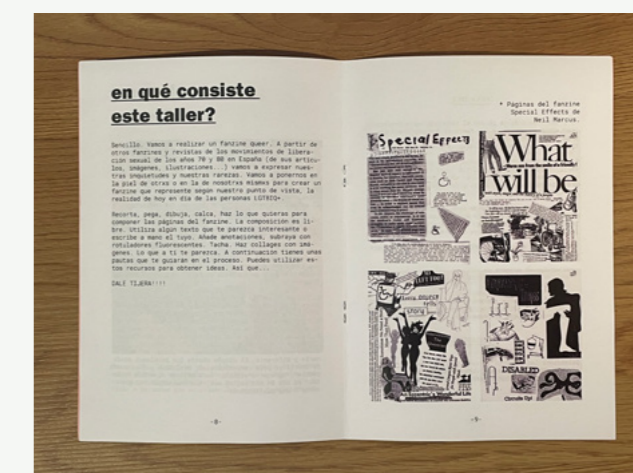 en qué consiste
este taller?
Sencillo. Vamos a realizar un fanzine queer. A partir de
otros fanzines y revistas de los movimientos de libera-
ción sexual de los años 70 y 80 en España (de sus artícu-
los, imágenes, ilustraciones...) vamos a expresar nues-
tras inquietudes y nuestras rarezas. Vamos a ponernos en
la piel de otrxs o en la de nosotrxs mismxs para crear un
fanzine que represente según nuestro punto de vista, la
realidad de hoy en día de las personas LGTBIQ+.
Recorta, pega, dibuja, calca, haz lo que quieras para
componer las páginas del fanzine. La composición es li-
bre. Utiliza algún texto que te parezca interesante o
escribe a mano el tuyo. Añade anotaciones, subraya con
rotuladores fluorescentes. Tacha. Haz collages con imá-
genes. Lo que a ti te parezca. A continuación tienes unas
pautas que te guiarán en el proceso. Puedes utilizar es-
tos recursos para obtener ideas. Así que...
DALE TIJERA!!!!
-8-
* Páginas del fanzine
Special Effects de
Neil Marcus.
Special Effects
What
will be
story
DISABLED
-9-